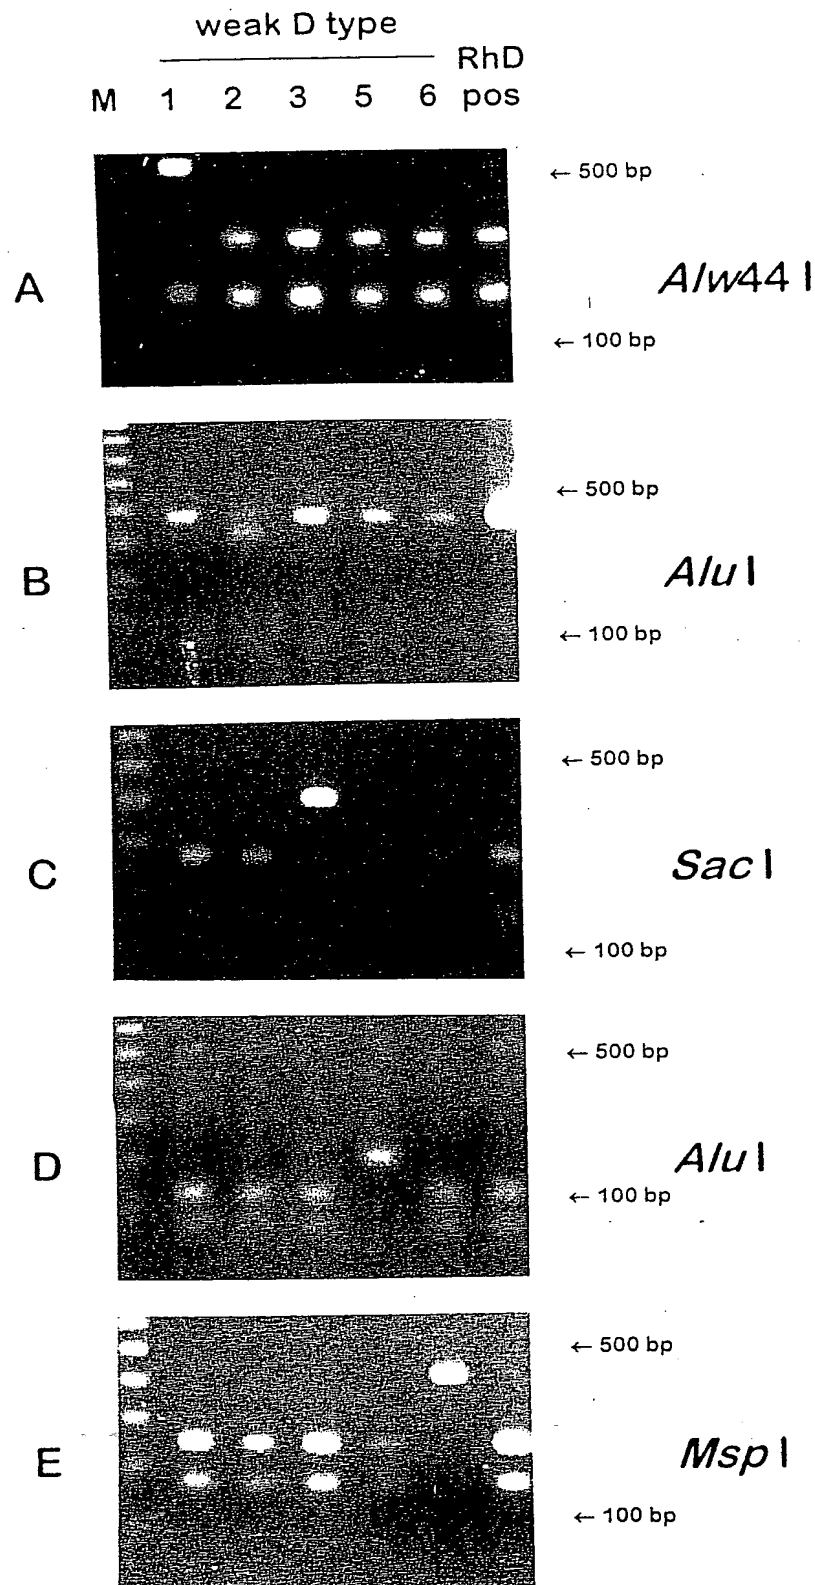 weak D type
RhD
M 1 2 3 5 6 pos
← 500 bp
A Alw44 I
← 100 bp
← 500 bp
B Alu I
← 100 bp
← 500 bp
C Sac I
← 100 bp
← 500 bp
D Alu I
← 100 bp
← 500 bp
E Msp I
← 100 bp